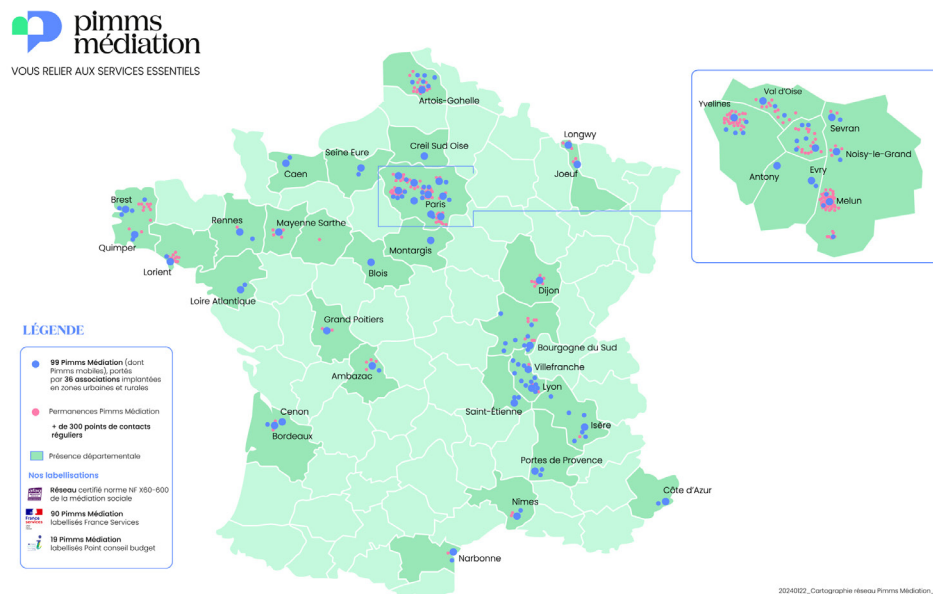 pimms
médiation
VOUS RELIER AUX SERVICES ESSENTIELS
Artois-Gohelle
Longwy
Joeuf
Creil Sud Oise
Seine Eure
Caen
Paris
Brest
Quimper
Lorient
Rennes
Mayenne Sarthe
Montargis
Blois
Loire Atlantique
Dijon
Grand Poitiers
Bourgogne du Sud
Villefranche
Ambazac
Lyon
Saint-Étienne
Cenon
Bordeaux
Isère
Portes de Provence
Côte d'Azur
Nîmes
Narbonne
Val d'Oise
Yvelines
Sevran
Noisy-le-Grand
Antony
Evry
Melun
LÉGENDE
99 Pimms Médiation (dont
Pimms mobiles), portés
par 36 associations implantées
en zones urbaines et rurales
Permanences Pimms Médiation
+ de 300 points de contacts
réguliers
Présence départementale
Nos labellisations
Réseau certifié norme NF X60-600
de la médiation sociale
France
services
90 Pimms Médiation
labellisés France Services
19 Pimms Médiation
labellisés Point conseil budget
20240122_Cartographie réseau Pimms Médiation_